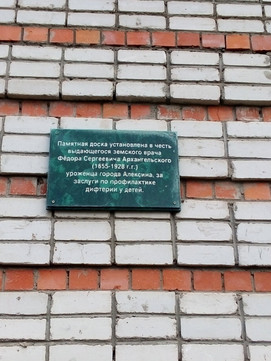 Памятная доска установлена в честь
выдающегося земского врача
Фёдора Сергеевича Архангельского
(1855-1928 г.г.)
уроженца города Алексина, за
заслуги по профилактике
дифтерии у детей.